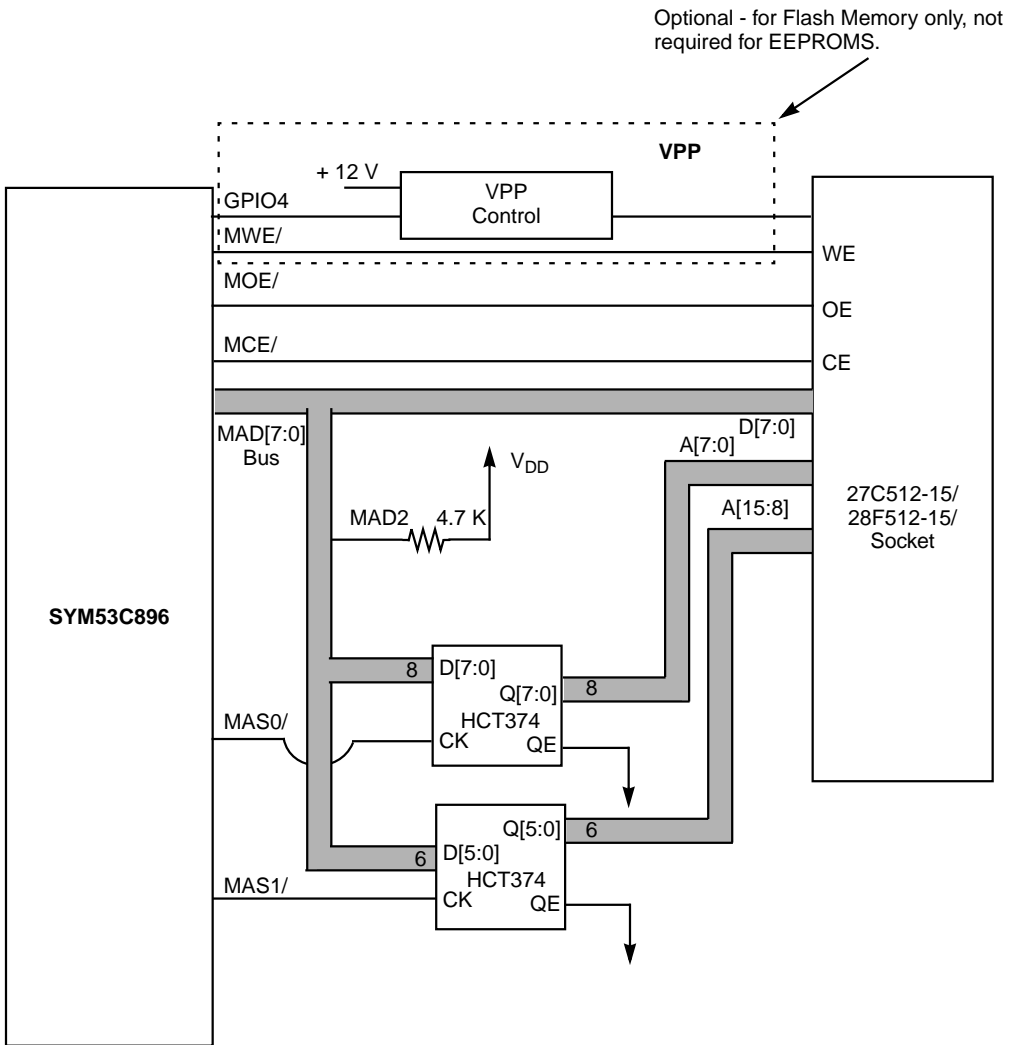 Optional - for Flash Memory only, not
required for EEPROMS.
VPP
+ 12 V
VPP
Control
GPIO4
MWE/
WE
MOE/
OE
MCE/
CE
MAD[7:0]
Bus
D[7:0]
A[7:0]
VDD
MAD2
4.7 K
A[15:8]
27C512-15/
28F512-15/
Socket
SYM53C896
8
D[7:0]
Q[7:0]
8
HCT374
MAS0/
CK
QE
Q[5:0]
6
6
D[5:0]
HCT374
MAS1/
CK
QE